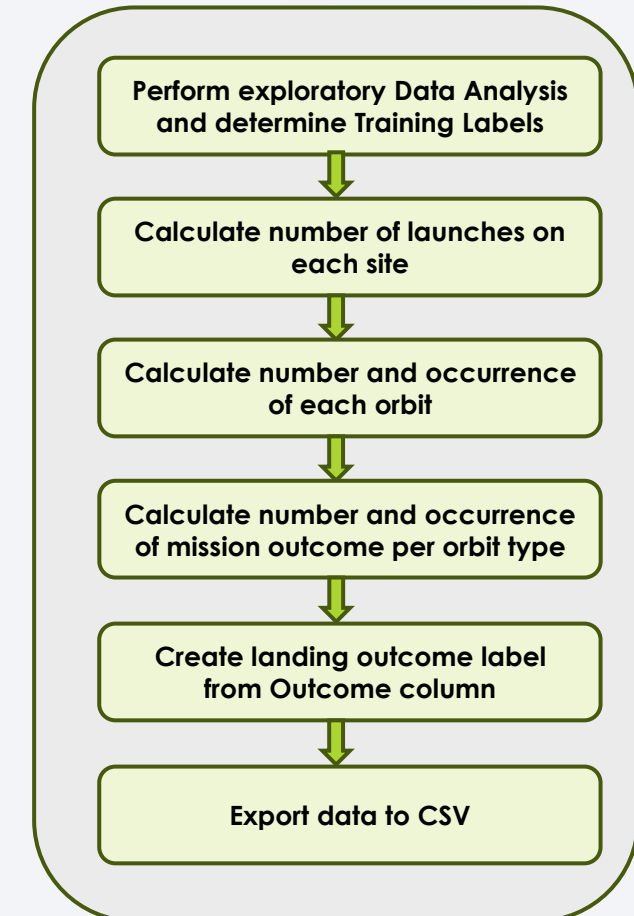 Perform exploratory Data Analysis
and determine Training Labels
Calculate number of launches on
each site
Calculate number and occurrence
of each orbit
Calculate number and occurrence
of mission outcome per orbit type
Create landing outcome label
from Outcome column
Export data to CSV